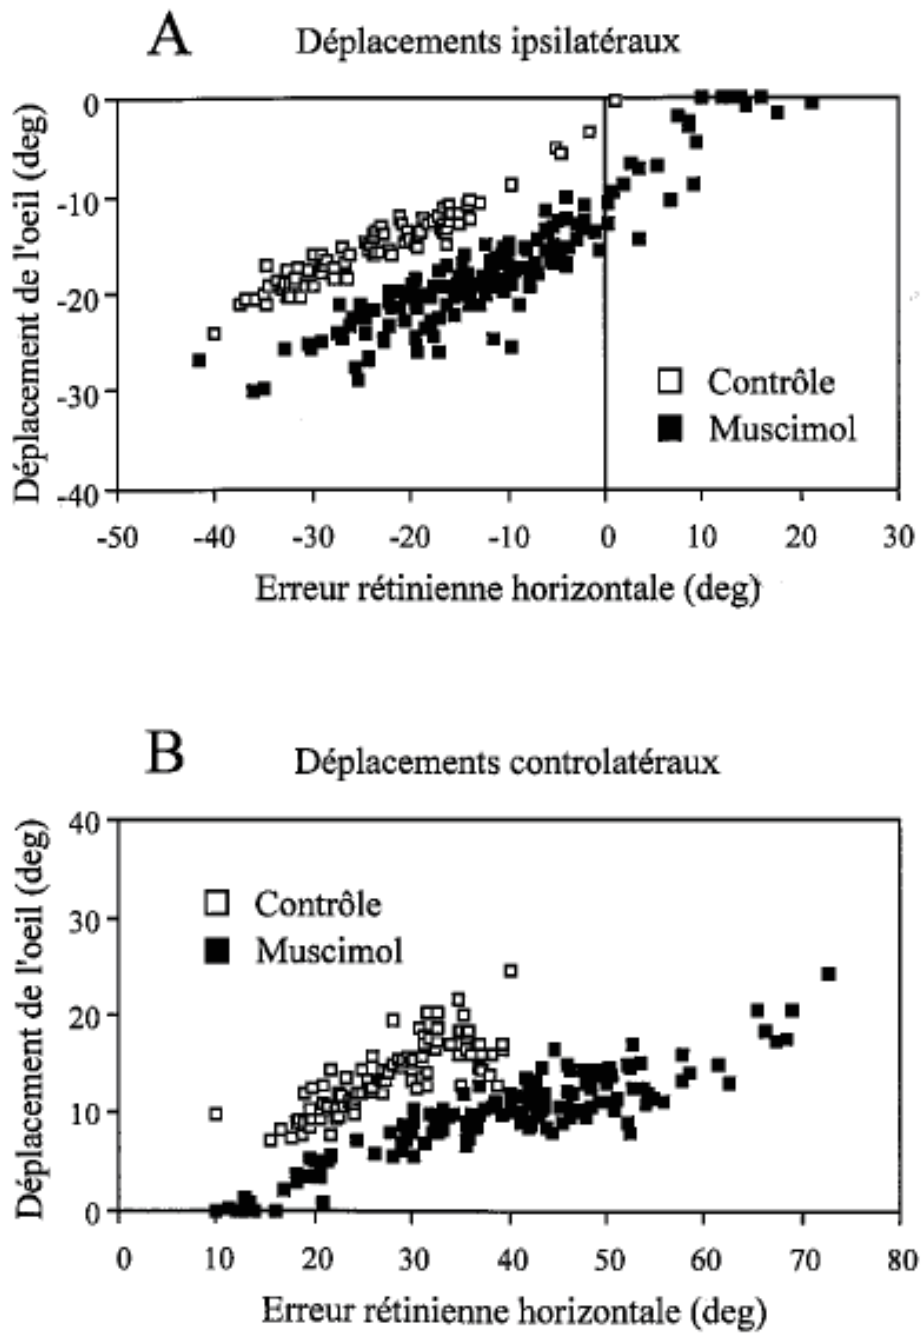 A Déplacements ipsilatéraux
Déplacement de l'oeil (deg)
0
-10
-20
-30
-40
Contrôle
Muscimol
-50 -40 -30 -20 -10 0 10 20 30
Erreur rétinienne horizontale (deg)
B Déplacements controlatéraux
Déplacement de l'oeil (deg)
40
30
20
10
0
Contrôle
Muscimol
0 10 20 30 40 50 60 70 80
Erreur rétinienne horizontale (deg)